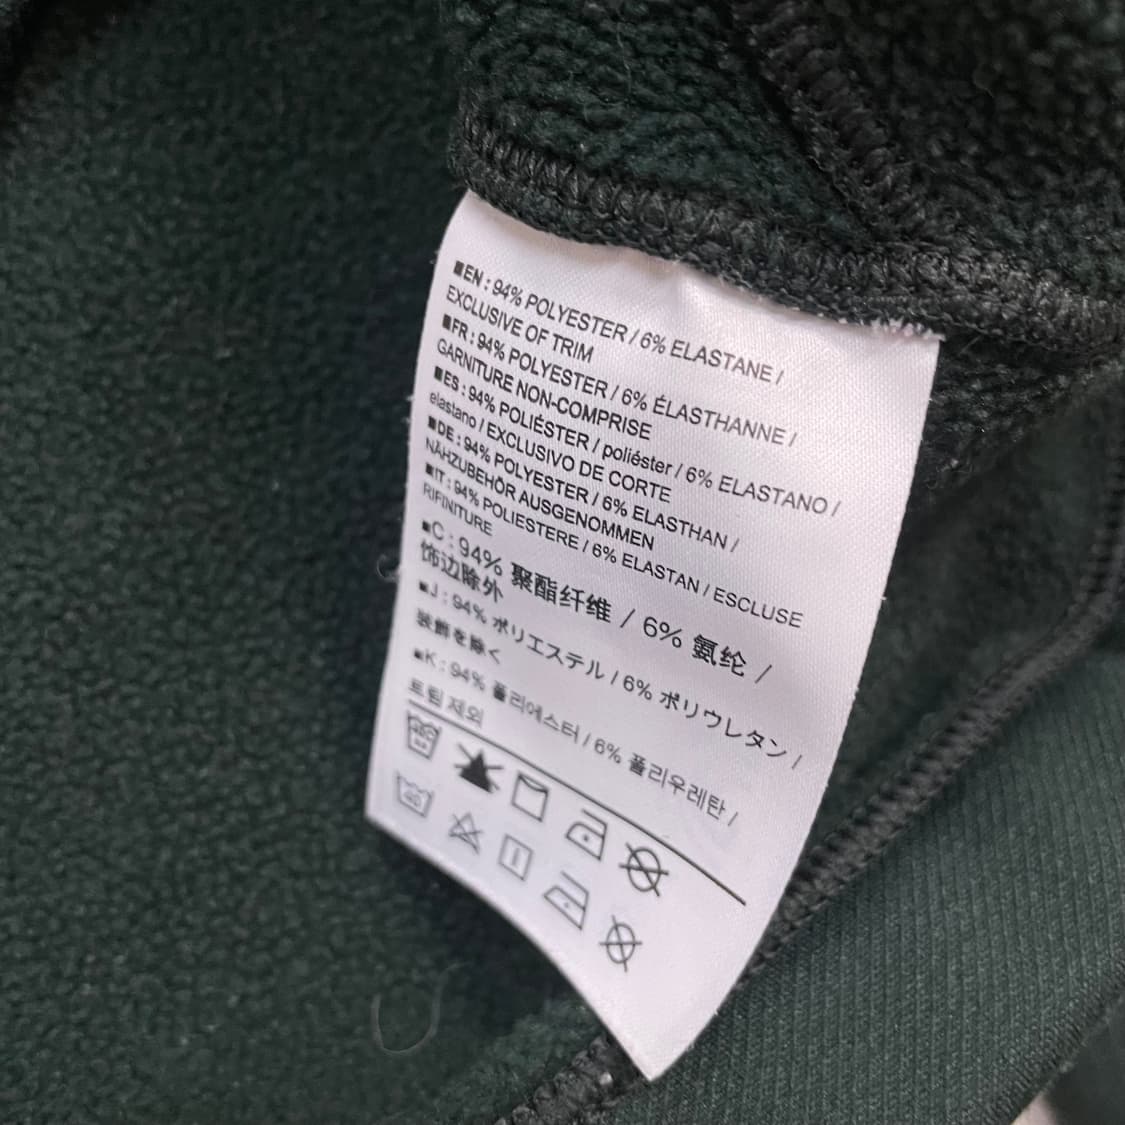 ■EN : 94% POLYESTER / 6% ELASTANE /
EXCLUSIVE OF TRIM
■FR : 94% POLYESTER / 6% ÉLASTHANNE /
GARNITURE NON-COMPRISE
■ES : 94% POLIÉSTER / poliéster / 6% ELASTANO /
elastano / EXCLUSIVO DE CORTE
■DE : 94% POLYESTER / 6% ELASTHAN /
NÄHZUBEHÖR AUSGENOMMEN
■IT : 94% POLIESTERE / 6% ELASTAN / ESCLUSE
RIFINITURE
■C : 94% 聚酯纤维 / 6% 氨纶 /
饰边除外
■J : 94% ポリエステル / 6% ポリウレタン /
装飾を除く
■K : 94% 폴리에스터 / 6% 폴리우레탄 /
트림 제외
40